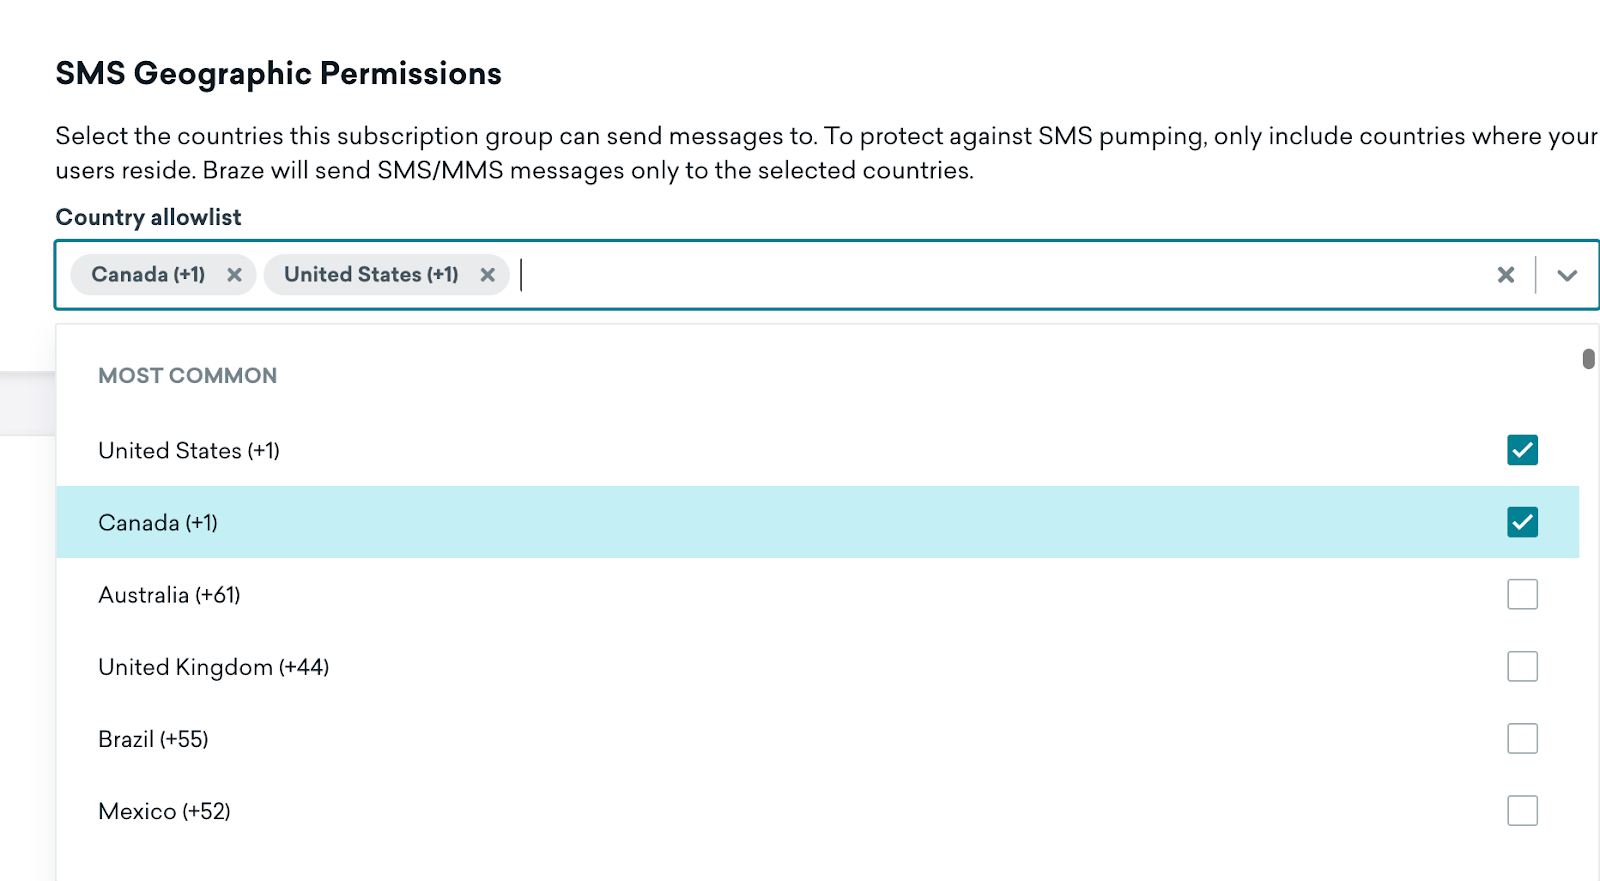 SMS Geographic Permissions
Select the countries this subscription group can send messages to. To protect against SMS pumping, only include countries where your
users reside. Braze will send SMS/MMS messages only to the selected countries.
Country allowlist
Canada (+1) United States (+1)
MOST COMMON
United States (+1)
Canada (+1)
Australia (+61)
United Kingdom (+44)
Brazil (+55)
Mexico (+52)